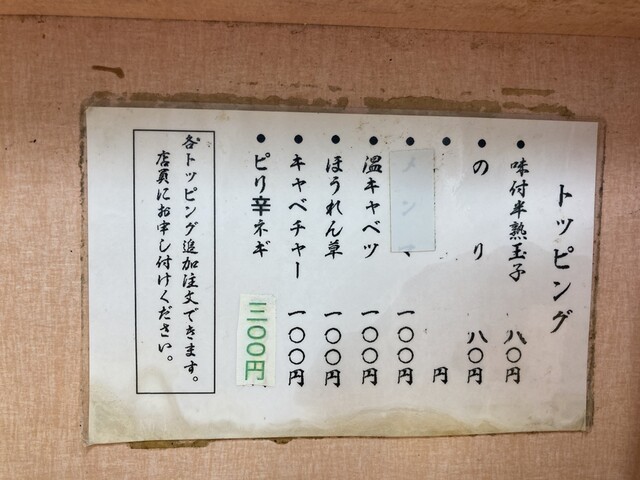 トッピング
• 味付半熟玉子 八〇円
• のり 八〇円
• 円
• メンマ 一〇〇円
• 温キャベツ 一〇〇円
• ほうれん草 一〇〇円
• キャベチャー 一〇〇円
• ピリ辛ネギ 三〇〇円
各トッピング追加注文できます。
店員にお申し付けください。